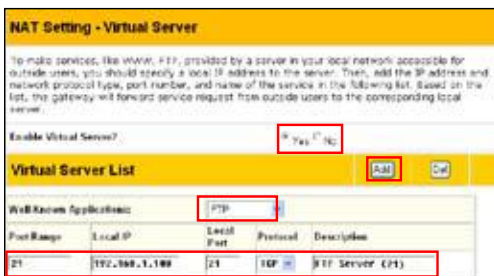 NAT Setting - Virtual Server
To make services, like WWW, FTP, provided by a server in your local network accessible for
outside users, you should specify a local IP address to the server. Then, add the IP address and
network protocol type, port number, and name of the service in the following list. Based on the
list, the gateway will forward service request from outside users to the corresponding local
server.
Enable Virtual Server? Yes No
Virtual Server List Add Del
Well Known Applications: FTP
Port Range Local IP Local Port Protocol Description
21 192.168.1.100 21 TCP FTP Server (21)